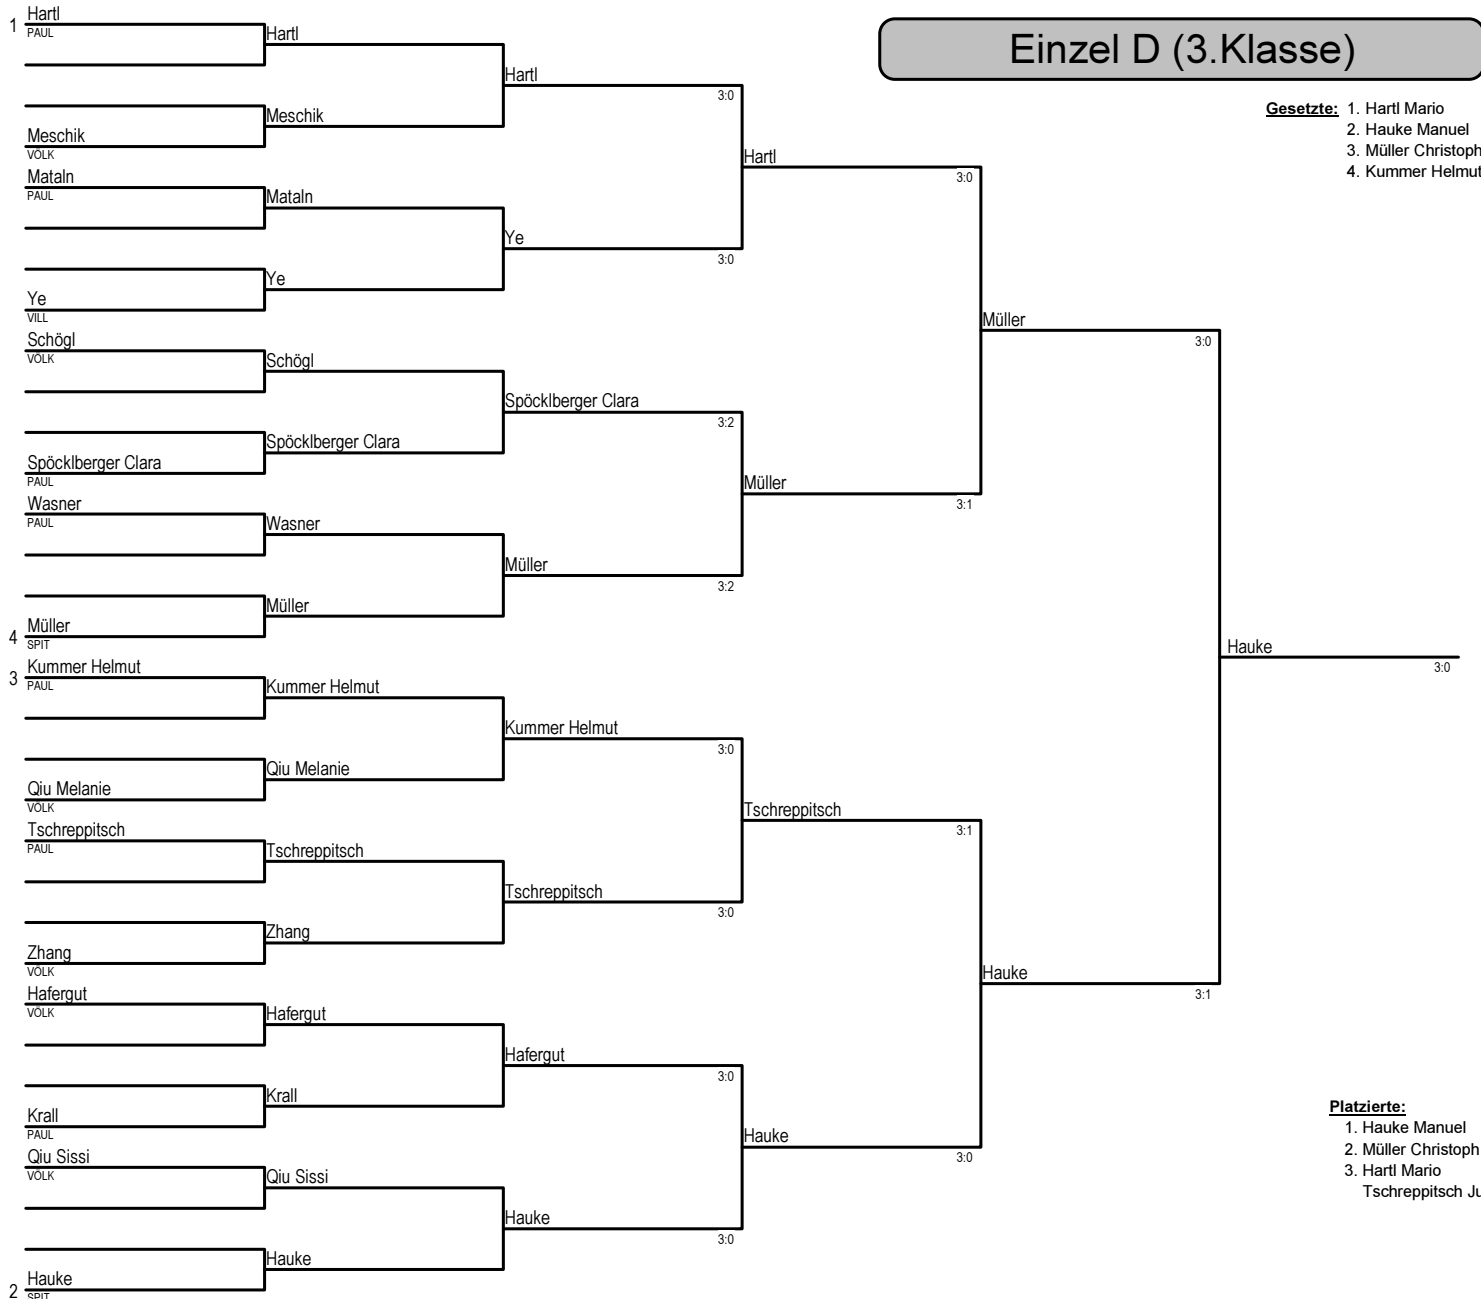 Einzel D (3.Klasse)
Gesetzte: 1. Hartl Mario
2. Hauke Manuel
3. Müller Christoph
4. Kummer Helmut
1 Hartl
PAUL
Meschik
VÖLK
Mataln
PAUL
Ye
VILL
Schögl
VÖLK
Spöcklberger Clara
PAUL
Wasner
PAUL
4 Müller
SPIT
3 Kummer Helmut
PAUL
Qiu Melanie
VÖLK
Tschreppitsch
PAUL
Zhang
VÖLK
Hafergut
VÖLK
Krall
PAUL
Qiu Sissi
VÖLK
2 Hauke
SPIT
Hartl
Meschik
Mataln
Ye
Schögl
Spöcklberger Clara
Wasner
Müller
Kummer Helmut
Qiu Melanie
Tschreppitsch
Zhang
Hafergut
Krall
Qiu Sissi
Hauke
Hartl
3:0
Ye
3:0
Spöcklberger Clara
3:2
Müller
3:2
Kummer Helmut
3:0
Tschreppitsch
3:0
Hafergut
3:0
Hauke
3:0
Hartl
3:0
Müller
3:1
Tschreppitsch
3:1
Hauke
3:0
Müller
3:0
Hauke
3:1
Hauke
3:0
Platzierte:
1. Hauke Manuel
2. Müller Christoph
3. Hartl Mario
Tschreppitsch Ju